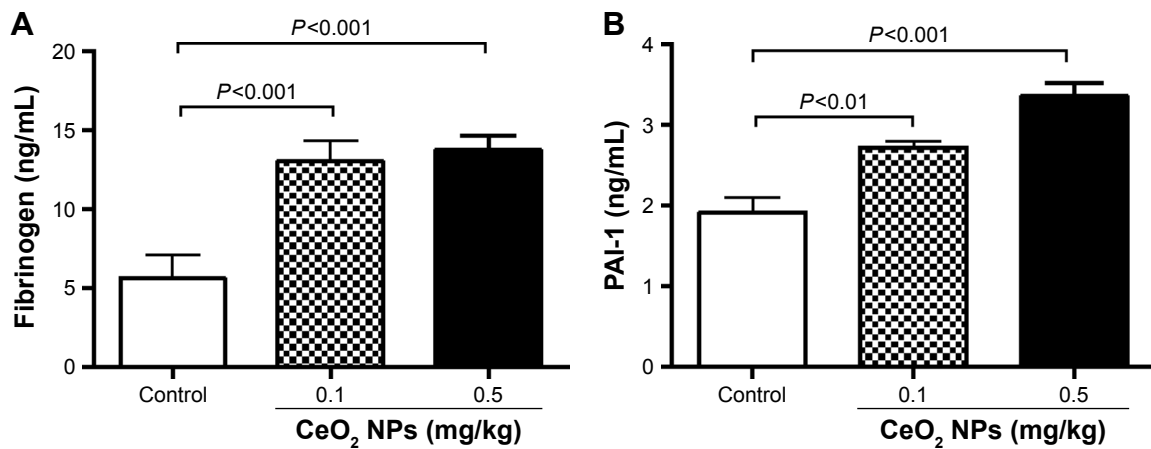 A
Fibrinogen (ng/mL)
20
15
10
5
0
P<0.001
P<0.001
Control
0.1
0.5
CeO2 NPs (mg/kg)
B
PAI-1 (ng/mL)
4
3
2
1
0
P<0.001
P<0.01
Control
0.1
0.5
CeO2 NPs (mg/kg)